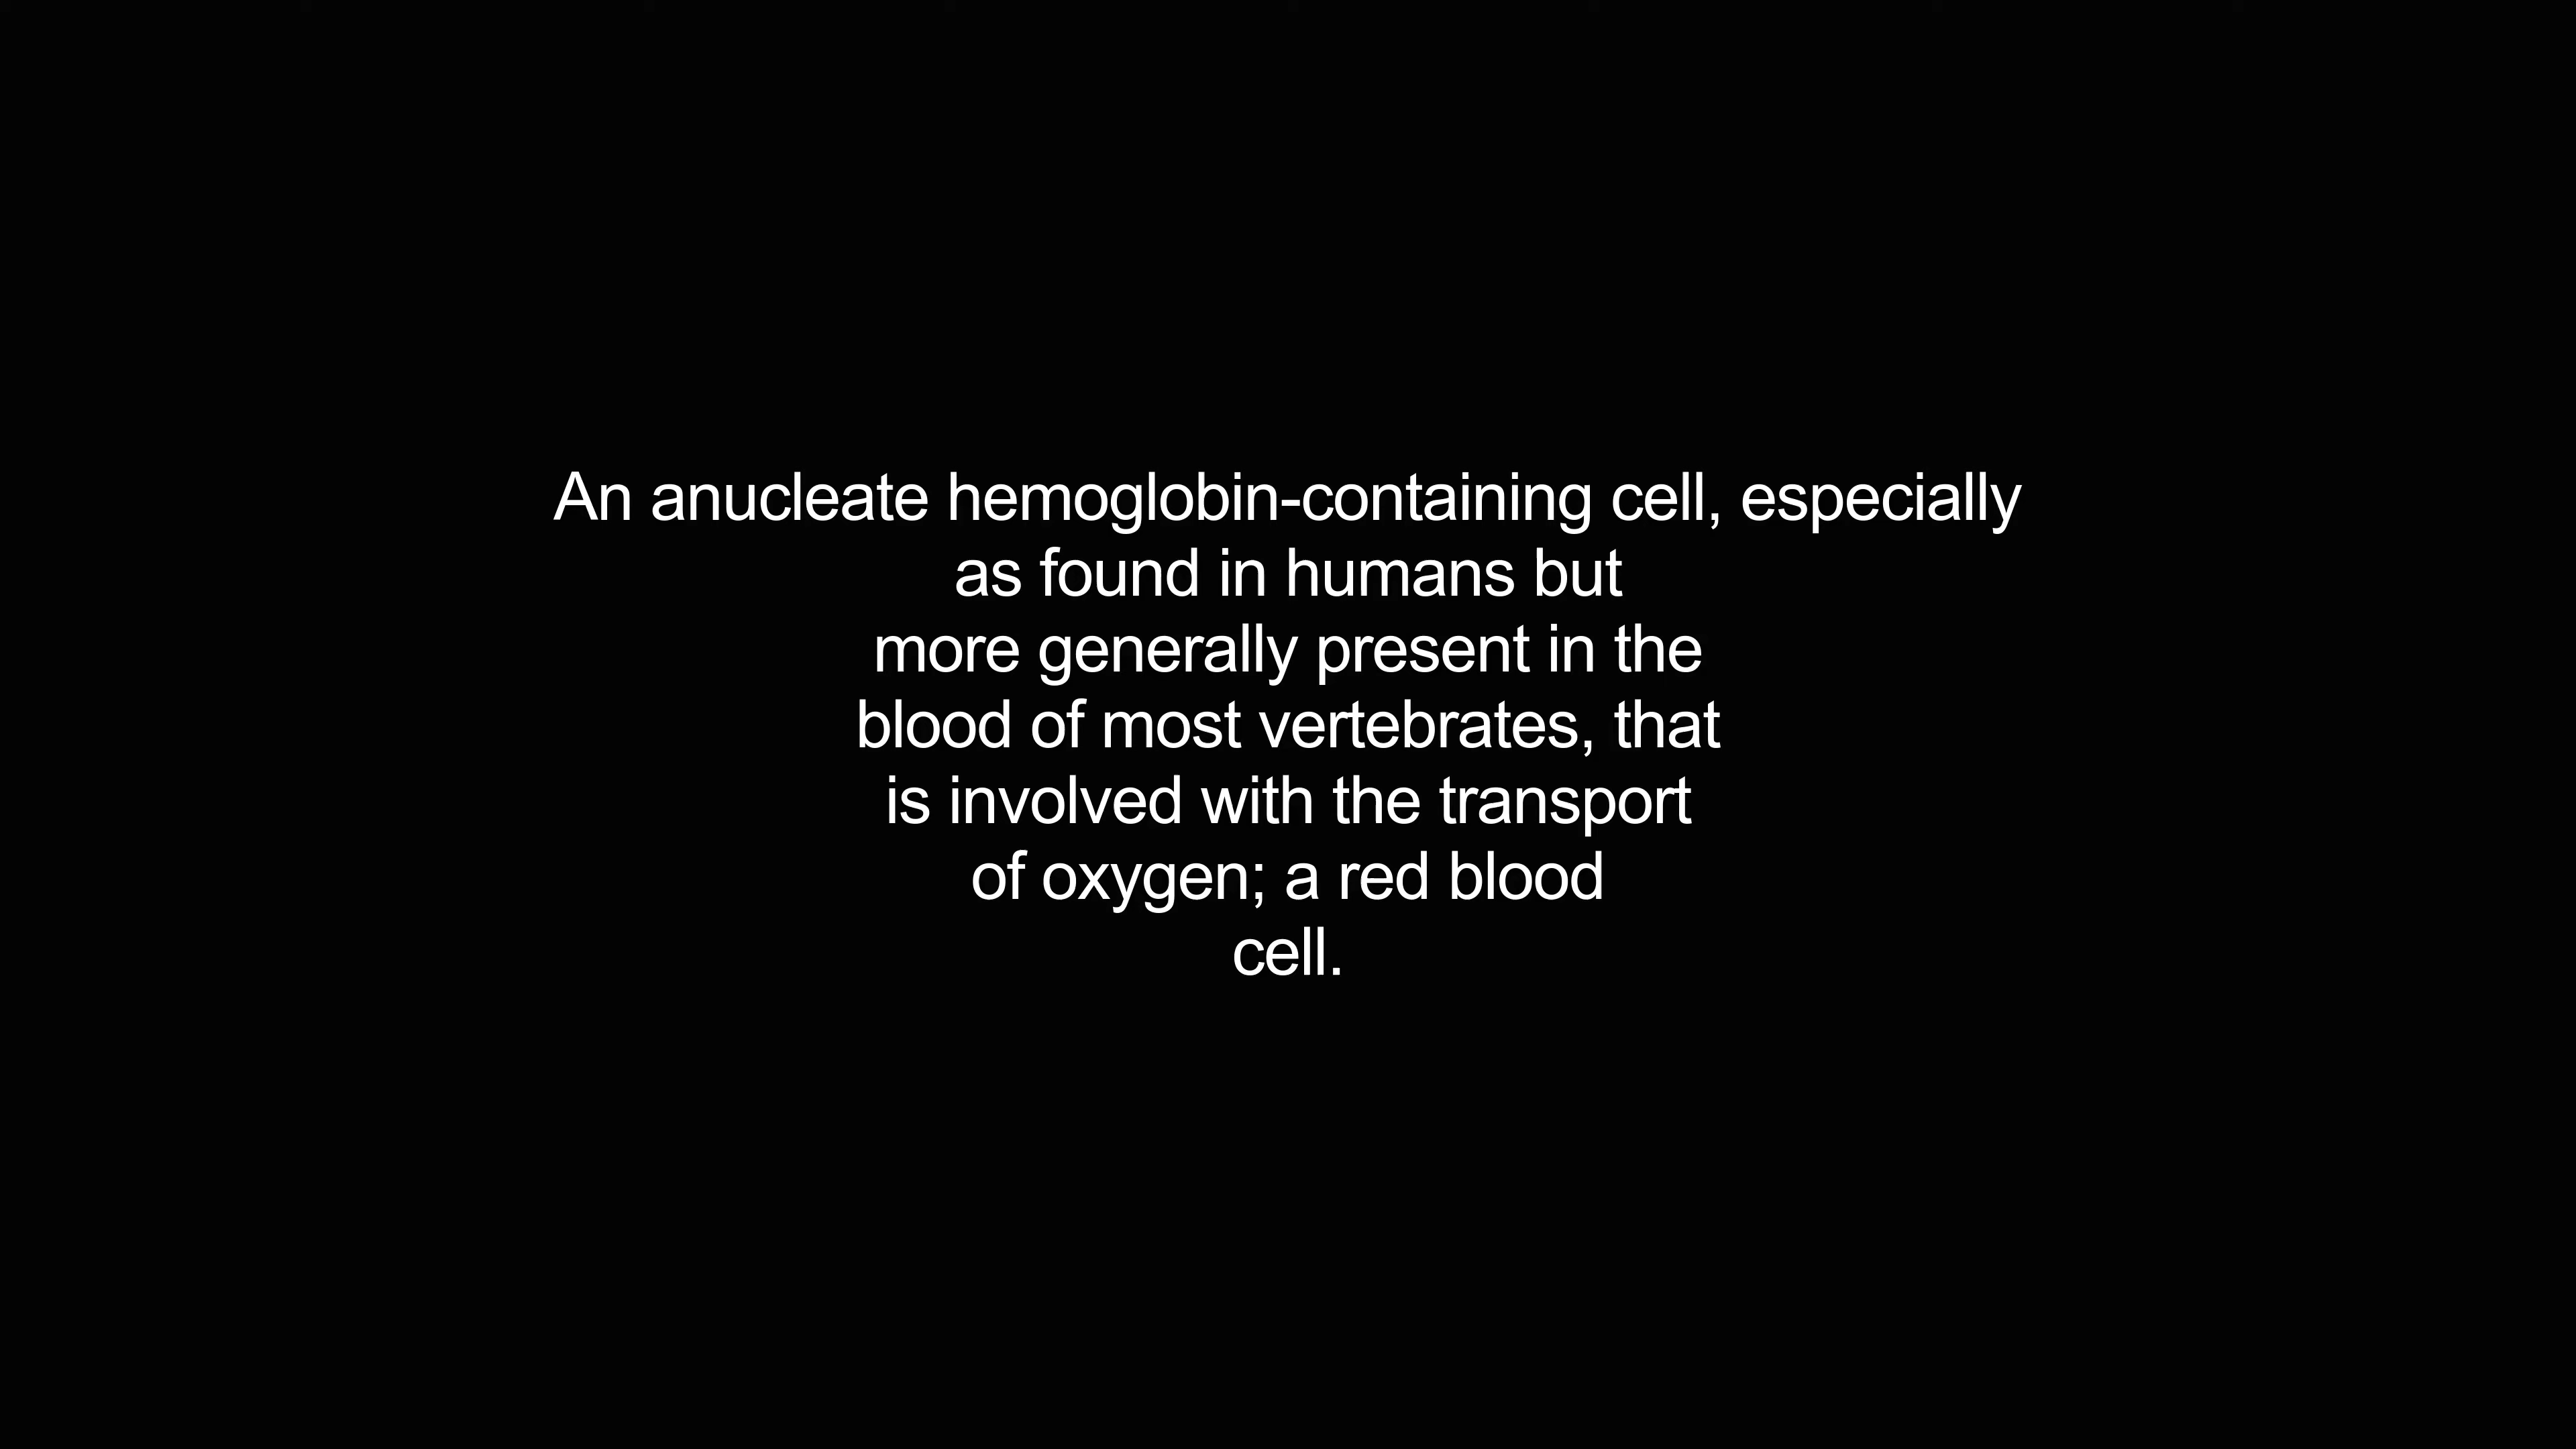 An anucleate hemoglobin-containing cell, especially
as found in humans but
more generally present in the
blood of most vertebrates, that
is involved with the transport
of oxygen; a red blood
cell.